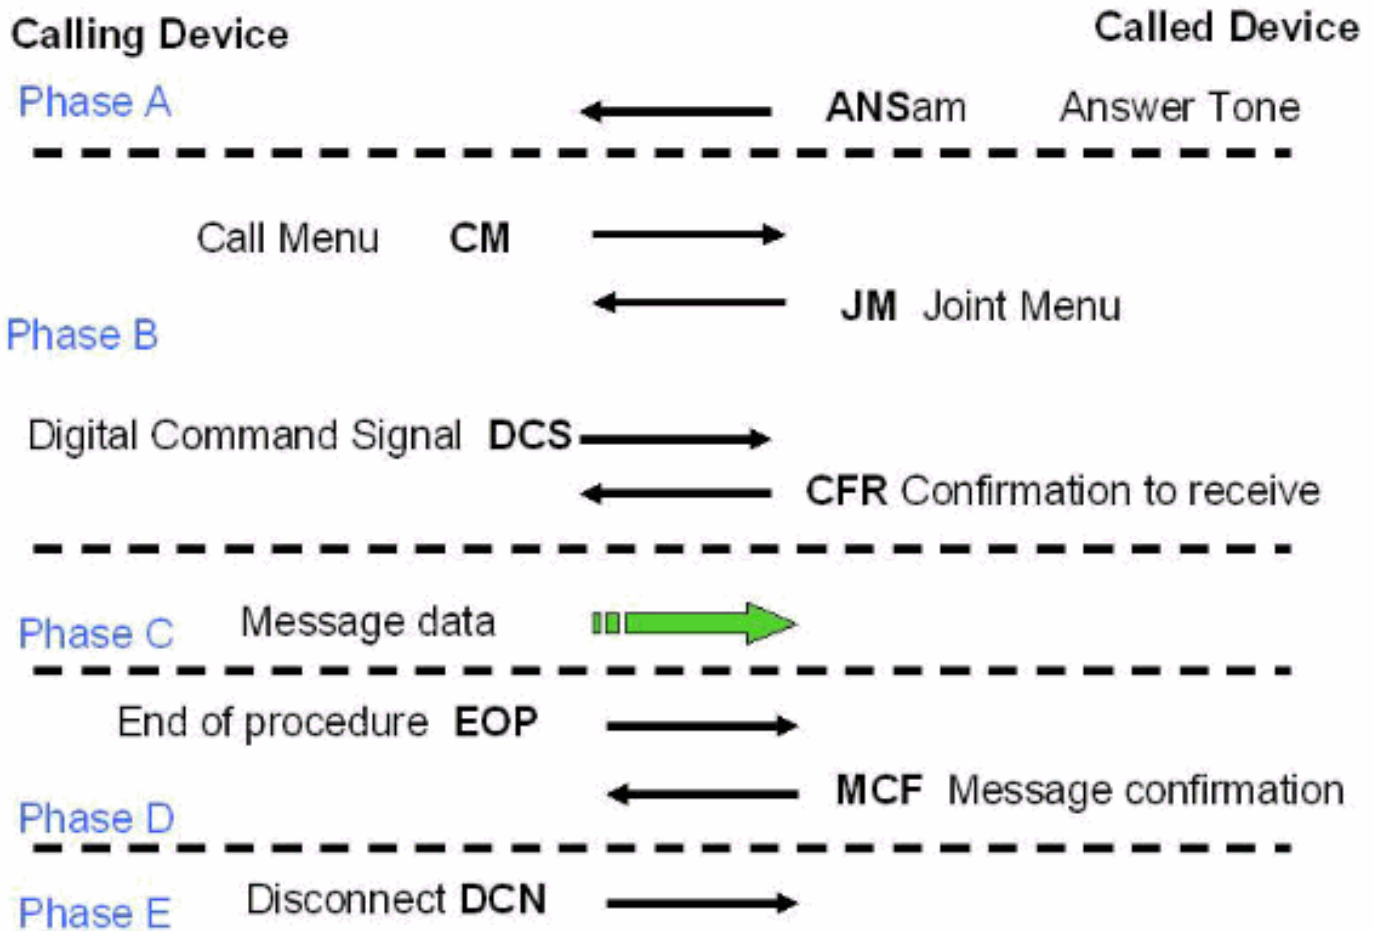 Calling Device Called Device
Phase A ANSam Answer Tone
Call Menu CM
JM Joint Menu
Phase B
Digital Command Signal DCS
CFR Confirmation to receive
Phase C Message data
End of procedure EOP
MCF Message confirmation
Phase D
Phase E Disconnect DCN